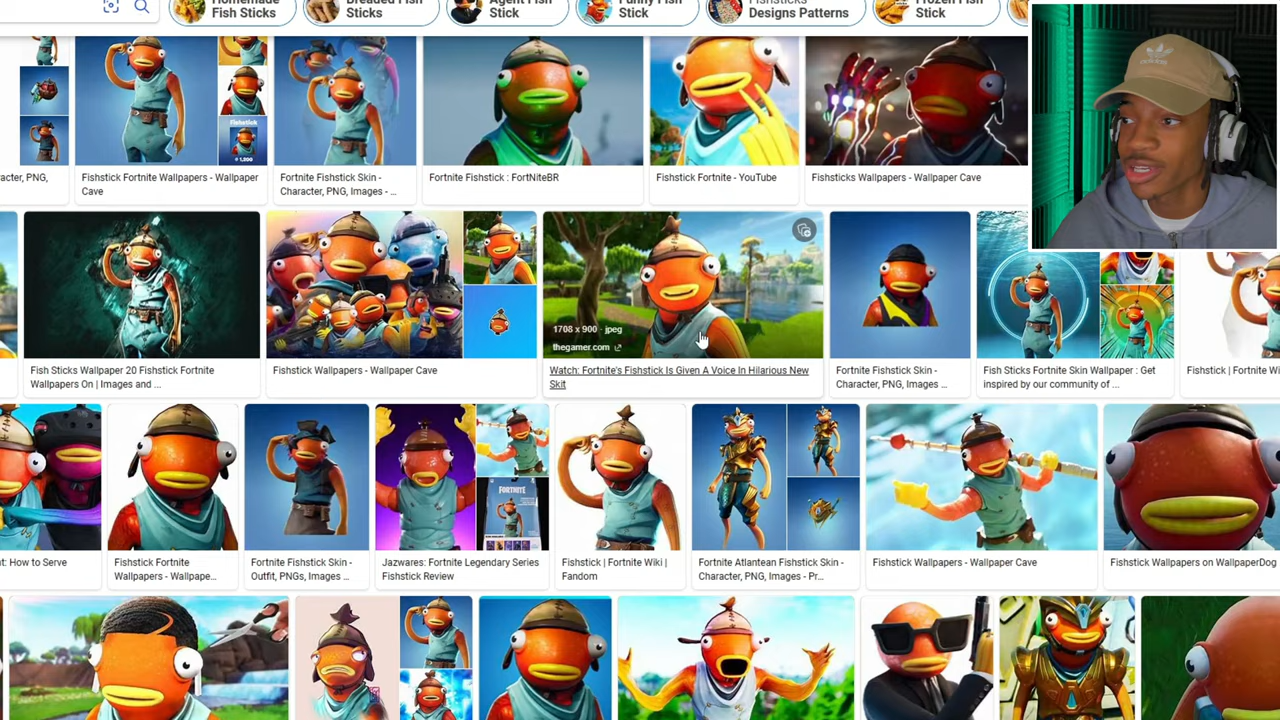 Homemade
Fish Sticks
Breaded Fish
Sticks
Agent Fish
Stick
Funny Fish
Stick
Fishsticks
Designs Patterns
Frozen Fish
Stick
adidas
Fishstick
1,200
racter, PNG,
Fishstick Fortnite Wallpapers - Wallpaper
Cave
Fortnite Fishstick Skin -
Character, PNG, Images - ...
Fortnite Fishstick : FortNiteBR
Fishstick Fortnite - YouTube
Fishsticks Wallpapers - Wallpaper Cave
1708 x 900 · jpeg
thegamer.com
Fish Sticks Wallpaper 20 Fishstick Fortnite
Wallpapers On | Images and ...
Fishstick Wallpapers - Wallpaper Cave
Watch: Fortnite's Fishstick Is Given A Voice In Hilarious New
Skit
Fortnite Fishstick Skin -
Character, PNG, Images ...
Fish Sticks Fortnite Skin Wallpaper : Get
inspired by our community of ...
Fishstick | Fortnite Wi
FORTNITE
t: How to Serve
Fishstick Fortnite
Wallpapers - Wallpape...
Fortnite Fishstick Skin -
Outfit, PNGs, Images ...
Jazwares: Fortnite Legendary Series
Fishstick Review
Fishstick | Fortnite Wiki |
Fandom
Fortnite Atlantean Fishstick Skin -
Character, PNG, Images - Pr...
Fishstick Wallpapers - Wallpaper Cave
Fishstick Wallpapers on WallpaperDog